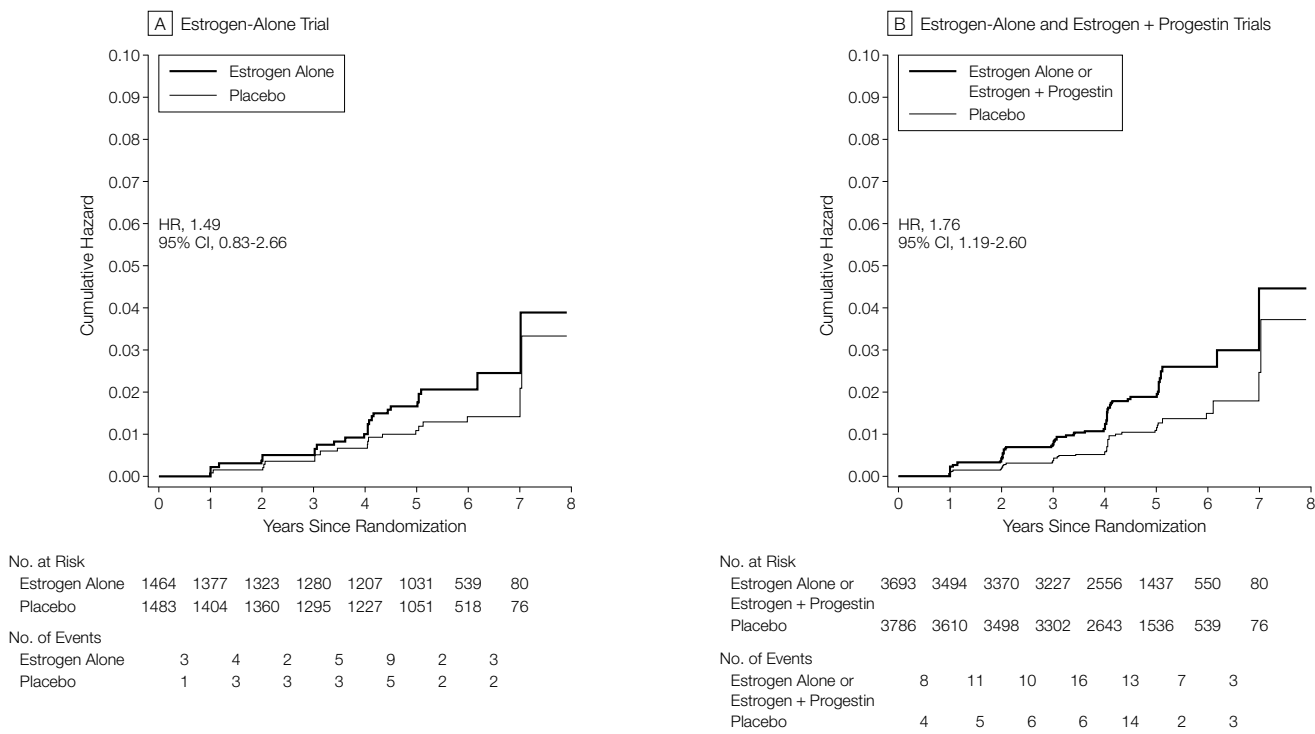 A Estrogen-Alone Trial
0.10
Estrogen Alone
Placebo
0.09
0.08
0.07
0.06
0.05
0.04
0.03
0.02
0.01
0.00
Cumulative Hazard
HR, 1.49
95% CI, 0.83-2.66
0 1 2 3 4 5 6 7 8
Years Since Randomization
No. at Risk
Estrogen Alone 1464 1377 1323 1280 1207 1031 539 80
Placebo 1483 1404 1360 1295 1227 1051 518 76
No. of Events
Estrogen Alone 3 4 2 5 9 2 3
Placebo 1 3 3 3 5 2 2
B Estrogen-Alone and Estrogen + Progestin Trials
0.10
Estrogen Alone or
Estrogen + Progestin
Placebo
0.09
0.08
0.07
0.06
0.05
0.04
0.03
0.02
0.01
0.00
Cumulative Hazard
HR, 1.76
95% CI, 1.19-2.60
0 1 2 3 4 5 6 7 8
Years Since Randomization
No. at Risk
Estrogen Alone or 3693 3494 3370 3227 2556 1437 550 80
Estrogen + Progestin
Placebo 3786 3610 3498 3302 2643 1536 539 76
No. of Events
Estrogen Alone or 8 11 10 16 13 7 3
Estrogen + Progestin
Placebo 4 5 6 6 14 2 3